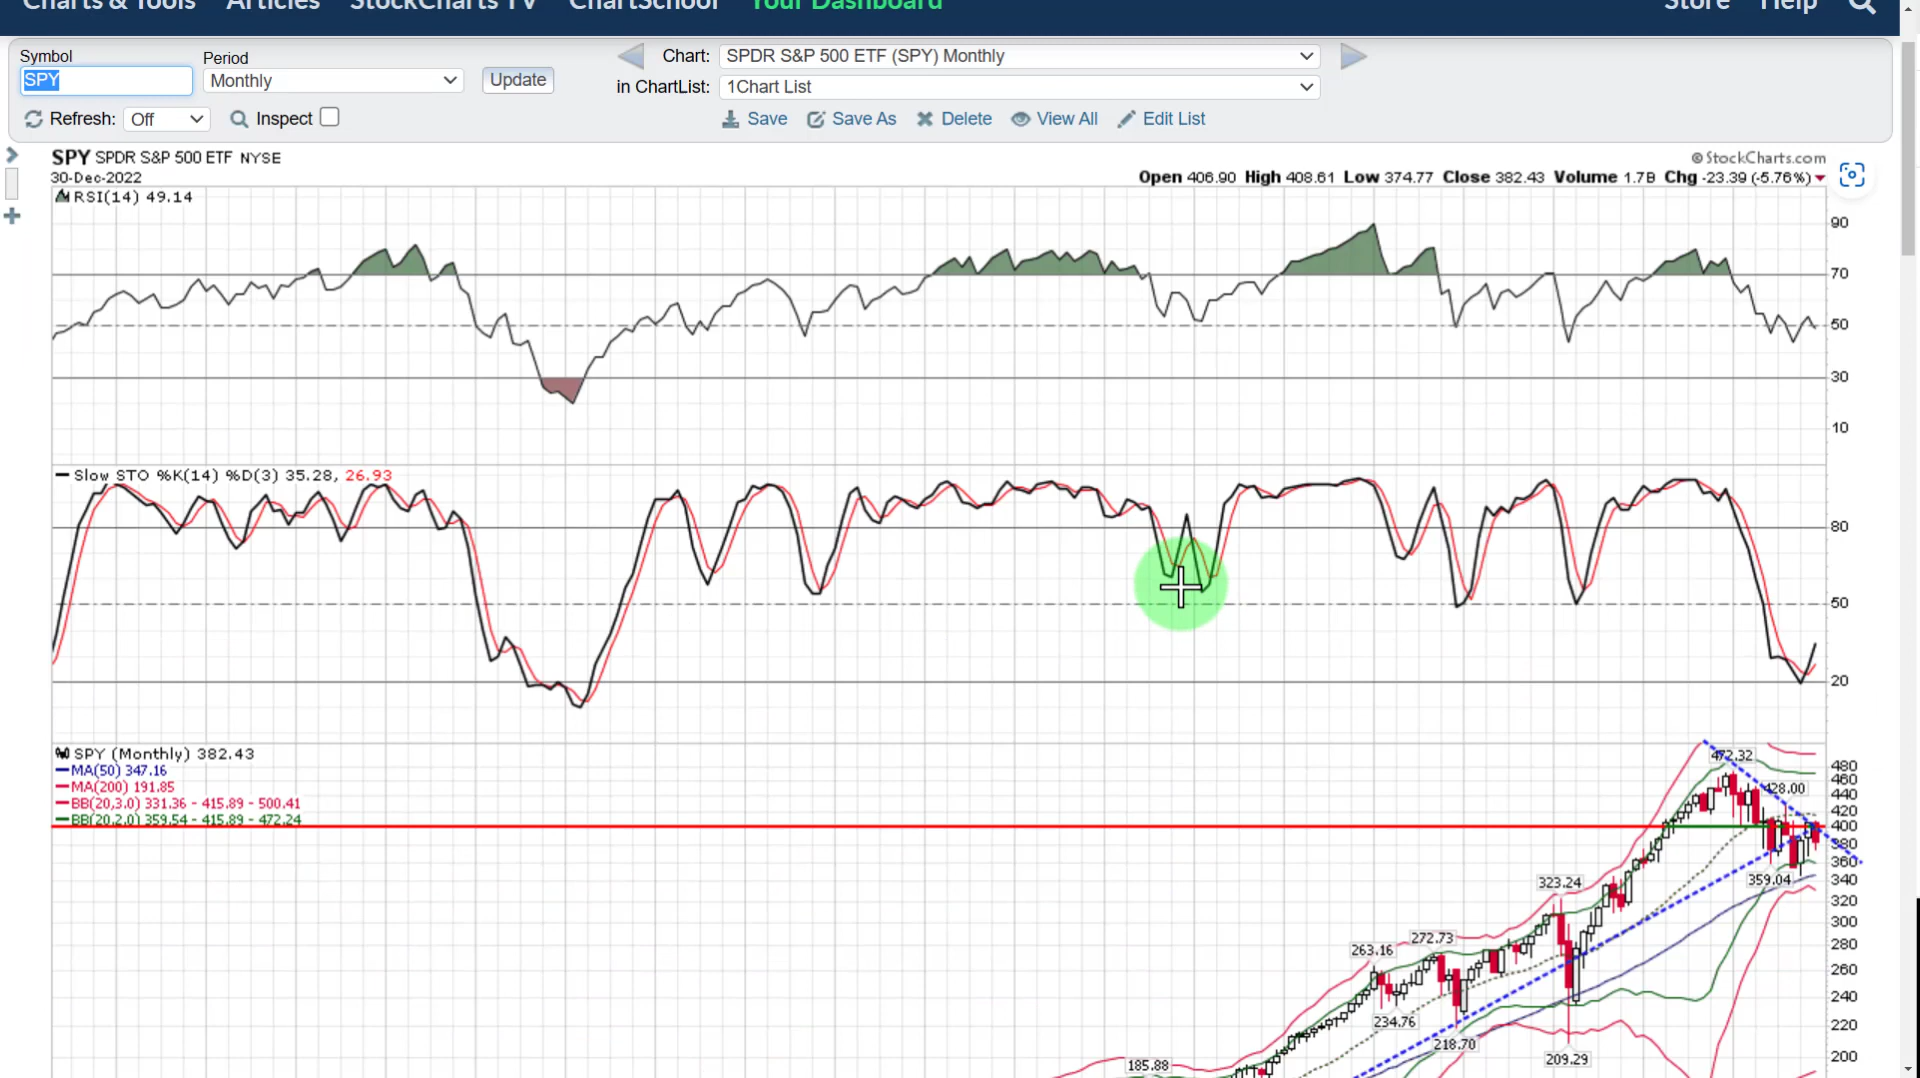 Charts & Tools Articles StockCharts TV ChartSchool Your Dashboard Store Help
Symbol Period Chart: SPDR S&P 500 ETF (SPY) Monthly
SPY Monthly Update in ChartList: 1Chart List
Refresh: Off Inspect Save Save As Delete View All Edit List
SPY SPDR S&P 500 ETF NYSE © StockCharts.com
30-Dec-2022 Open 406.90 High 408.61 Low 374.77 Close 382.43 Volume 1.7B Chg -23.39 (-5.76%)
RSI(14) 49.14
90
70
50
30
10
Slow STO %K(14) %D(3) 35.28, 26.93
80
50
20
SPY (Monthly) 382.43
MA(50) 347.16
MA(200) 191.85
BB(20,3.0) 331.36 - 415.89 - 500.41
BB(20,2.0) 359.54 - 415.89 - 472.24
472.32
428.00
359.04
323.24
272.73
263.16
234.76
218.70
209.29
185.88
480
460
440
420
400
380
360
340
320
300
280
260
240
220
200